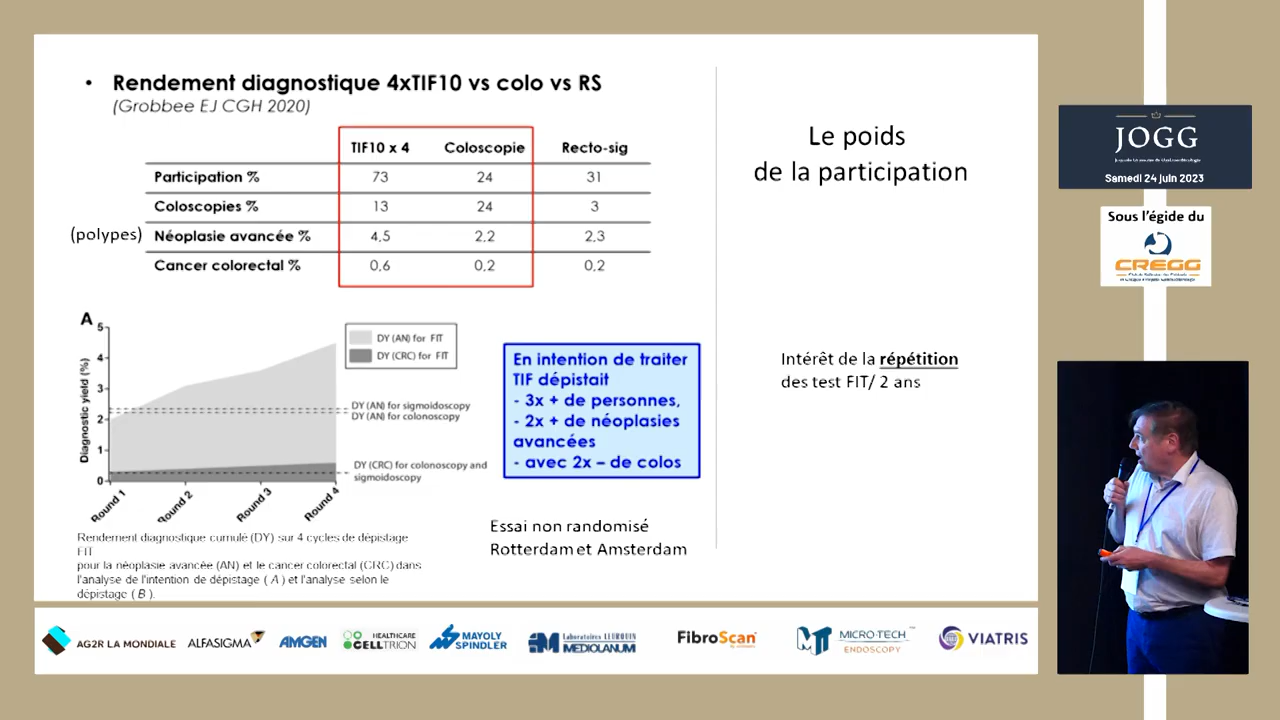 • Rendement diagnostique 4xTIF10 vs colo vs RS
(Grobbee EJ CGH 2020)
TIF10 x 4 Coloscopie Recto-sig
Participation % 73 24 31
Coloscopies % 13 24 3
(polypes) Néoplasie avancée % 4,5 2,2 2,3
Cancer colorectal % 0,6 0,2 0,2
A
Diagnostic yield (%)
5
4
3
2
1
0
Round 1 Round 2 Round 3 Round 4
DY (AN) for FIT
DY (CRC) for FIT
DY (AN) for sigmoidoscopy
DY (AN) for colonoscopy
DY (CRC) for colonoscopy and
sigmoidoscopy
Rendement diagnostique cumulé (DY) sur 4 cycles de dépistage
FIT
pour la néoplasie avancée (AN) et le cancer colorectal (CRC) dans
l'analyse de l'intention de dépistage ( A ) et l'analyse selon le
dépistage ( B ).
En intention de traiter
TIF dépistait
- 3x + de personnes,
- 2x + de néoplasies
avancées
- avec 2x – de colos
Essai non randomisé
Rotterdam et Amsterdam
Le poids
de la participation
Intérêt de la répétition
des test FIT/ 2 ans
JOGG
Samedi 24 juin 2023
Sous l'égide du
CREGG
AG2R LA MONDIALE
ALFASIGMA
AMGEN
HEALTHCARE
CELLTRION
MAYOLY
SPINDLER
Laboratoires LEURQUIN
MEDIOLANUM
FibroScan
MICRO-TECH
ENDOSCOPY
VIATRIS